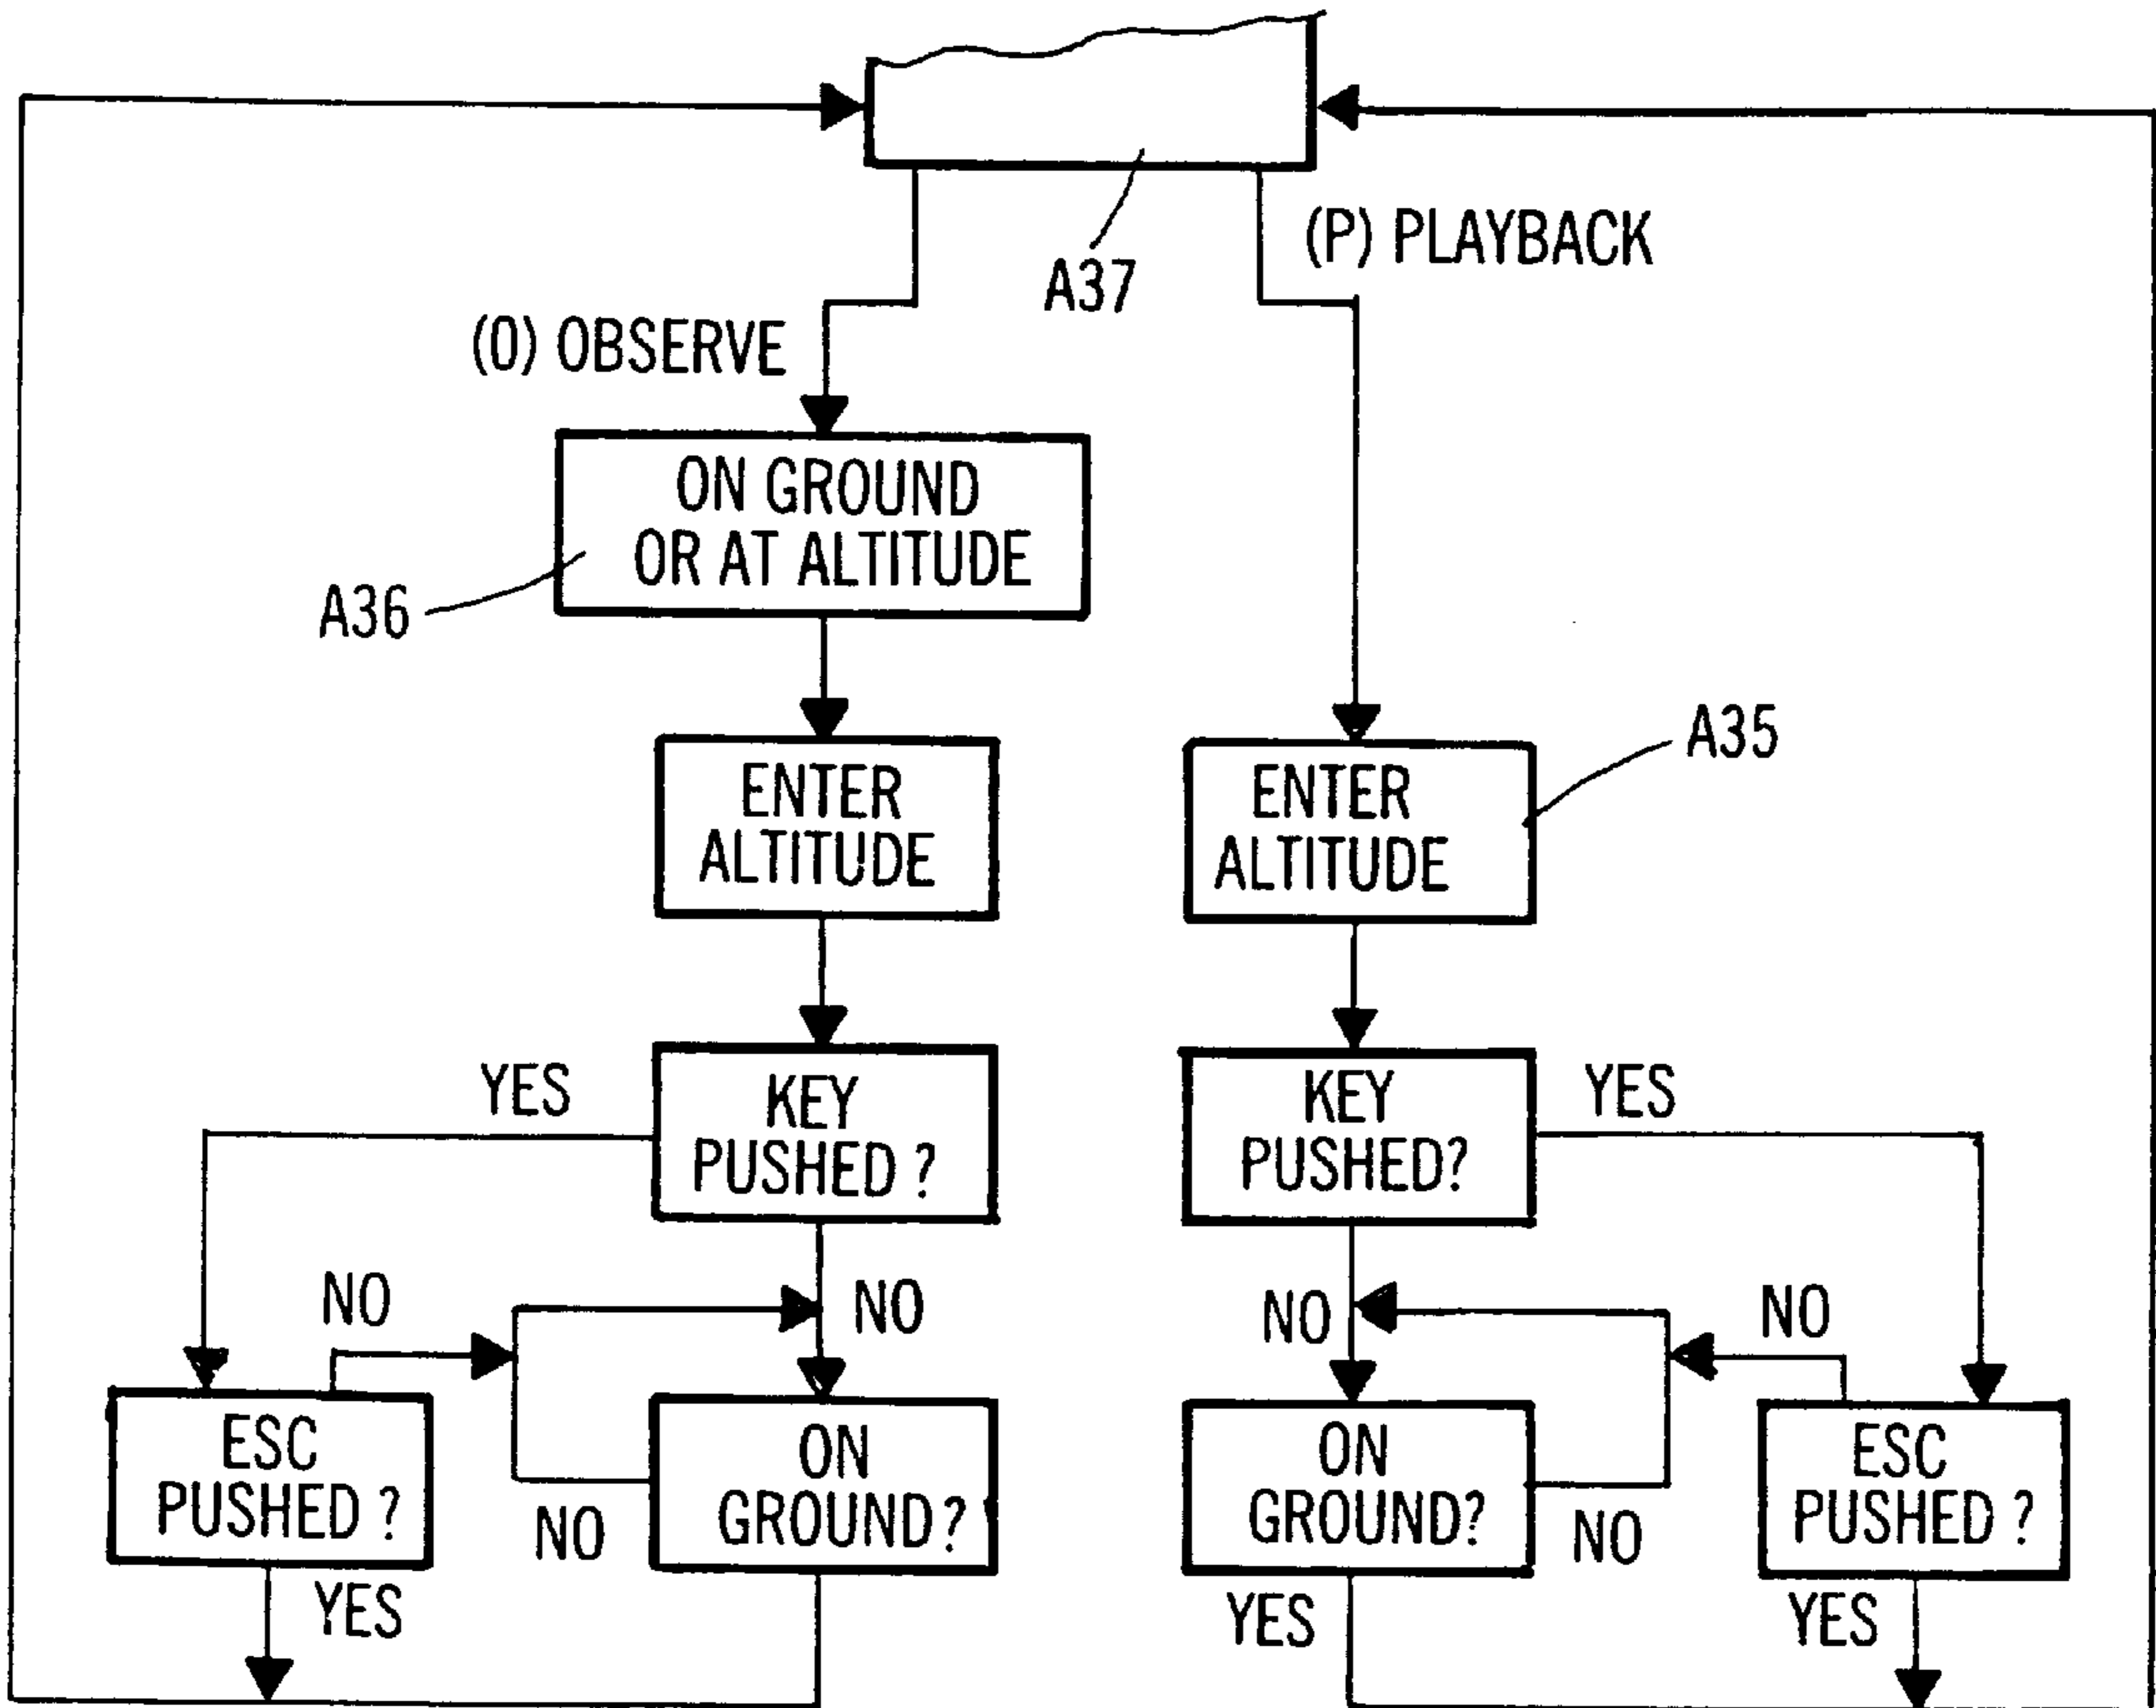 (P) PLAYBACK
A37
(O) OBSERVE
ON GROUND
OR AT ALTITUDE
A36
ENTER
ALTITUDE
ENTER
ALTITUDE
A35
YES
KEY
PUSHED ?
KEY
PUSHED?
YES
NO
NO
NO
NO
ESC
PUSHED ?
NO
ON
GROUND?
ON
GROUND?
NO
ESC
PUSHED ?
YES
YES
YES